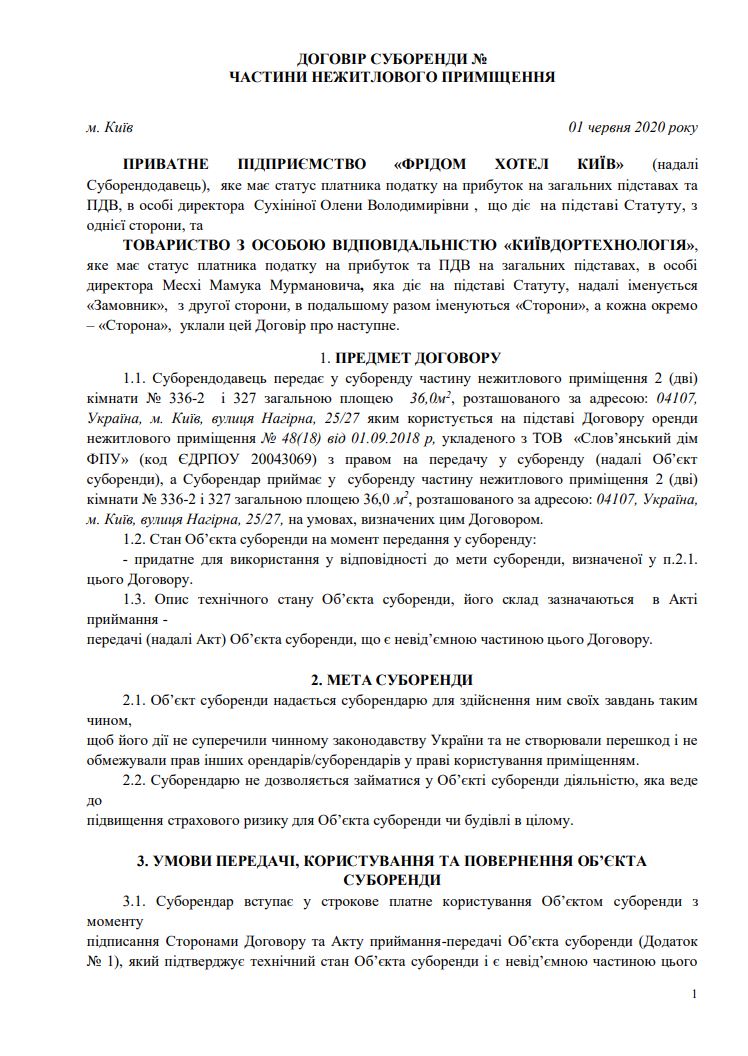 ДОГОВІР СУБОРЕНДИ №
ЧАСТИНИ НЕЖИТЛОВОГО ПРИМІЩЕННЯ
м. Київ 01 червня 2020 року
ПРИВАТНЕ ПІДПРИЄМСТВО «ФРІДОМ ХОТЕЛ КИЇВ» (надалі
Суборендодавець), яке має статус платника податку на прибуток на загальних підставах та
ПДВ, в особі директора Сухініної Олени Володимирівни , що діє на підставі Статуту, з
однієї сторони, та
ТОВАРИСТВО З ОСОБОЮ ВІДПОВІДАЛЬНІСТЮ «КИЇВДОРТЕХНОЛОГІЯ»,
яке має статус платника податку на прибуток та ПДВ на загальних підставах, в особі
директора Месхі Мамука Мурмановича, яка діє на підставі Статуту, надалі іменується
«Замовник», з другої сторони, в подальшому разом іменуються «Сторони», а кожна окремо
– «Сторона», уклали цей Договір про наступне.
1. ПРЕДМЕТ ДОГОВОРУ
1.1. Суборендодавець передає у суборенду частину нежитлового приміщення 2 (дві)
кімнати № 336-2 і 327 загальною площею 36,0м², розташованого за адресою: 04107,
Україна, м. Київ, вулиця Нагірна, 25/27 яким користується на підставі Договору оренди
нежитлового приміщення № 48(18) від 01.09.2018 р, укладеного з ТОВ «Слов’янський дім
ФПУ» (код ЄДРПОУ 20043069) з правом на передачу у суборенду (надалі Об’єкт
суборенди), а Суборендар приймає у суборенду частину нежитлового приміщення 2 (дві)
кімнати № 336-2 і 327 загальною площею 36,0 м², розташованого за адресою: 04107, Україна,
м. Київ, вулиця Нагірна, 25/27, на умовах, визначених цим Договором.
1.2. Стан Об’єкта суборенди на момент передання у суборенду:
- придатне для використання у відповідності до мети суборенди, визначеної у п.2.1.
цього Договору.
1.3. Опис технічного стану Об’єкта суборенди, його склад зазначаються в Акті
приймання -
передачі (надалі Акт) Об’єкта суборенди, що є невід’ємною частиною цього Договору.
2. МЕТА СУБОРЕНДИ
2.1. Об’єкт суборенди надається суборендарю для здійснення ним своїх завдань таким
чином,
щоб його дії не суперечили чинному законодавству України та не створювали перешкод і не
обмежували прав інших орендарів/суборендарів у праві користування приміщенням.
2.2. Суборендарю не дозволяється займатися у Об’єкті суборенди діяльністю, яка веде
до
підвищення страхового ризику для Об’єкта суборенди чи будівлі в цілому.
3. УМОВИ ПЕРЕДАЧІ, КОРИСТУВАННЯ ТА ПОВЕРНЕННЯ ОБ’ЄКТА
СУБОРЕНДИ
3.1. Суборендар вступає у строкове платне користування Об’єктом суборенди з
моменту
підписання Сторонами Договору та Акту приймання-передачі Об’єкта суборенди (Додаток
№ 1), який підтверджує технічний стан Об’єкта суборенди і є невід’ємною частиною цього
1